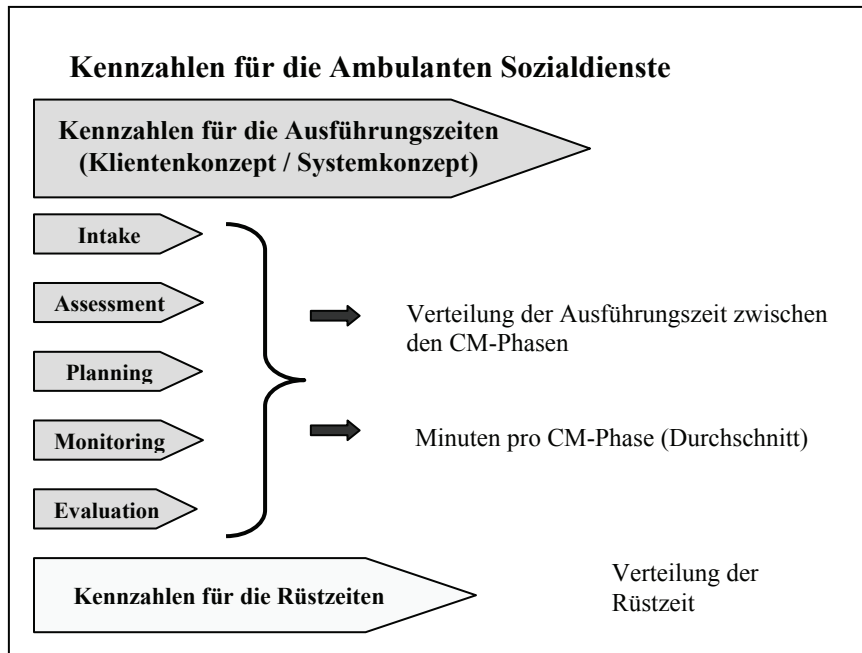 Kennzahlen für die Ambulanten Sozialdienste
Kennzahlen für die Ausführungszeiten
(Klientenkonzept / Systemkonzept)
Intake
Assessment
Planning
Monitoring
Evaluation
Verteilung der Ausführungszeit zwischen
den CM-Phasen
Minuten pro CM-Phase (Durchschnitt)
Kennzahlen für die Rüstzeiten
Verteilung der
Rüstzeit